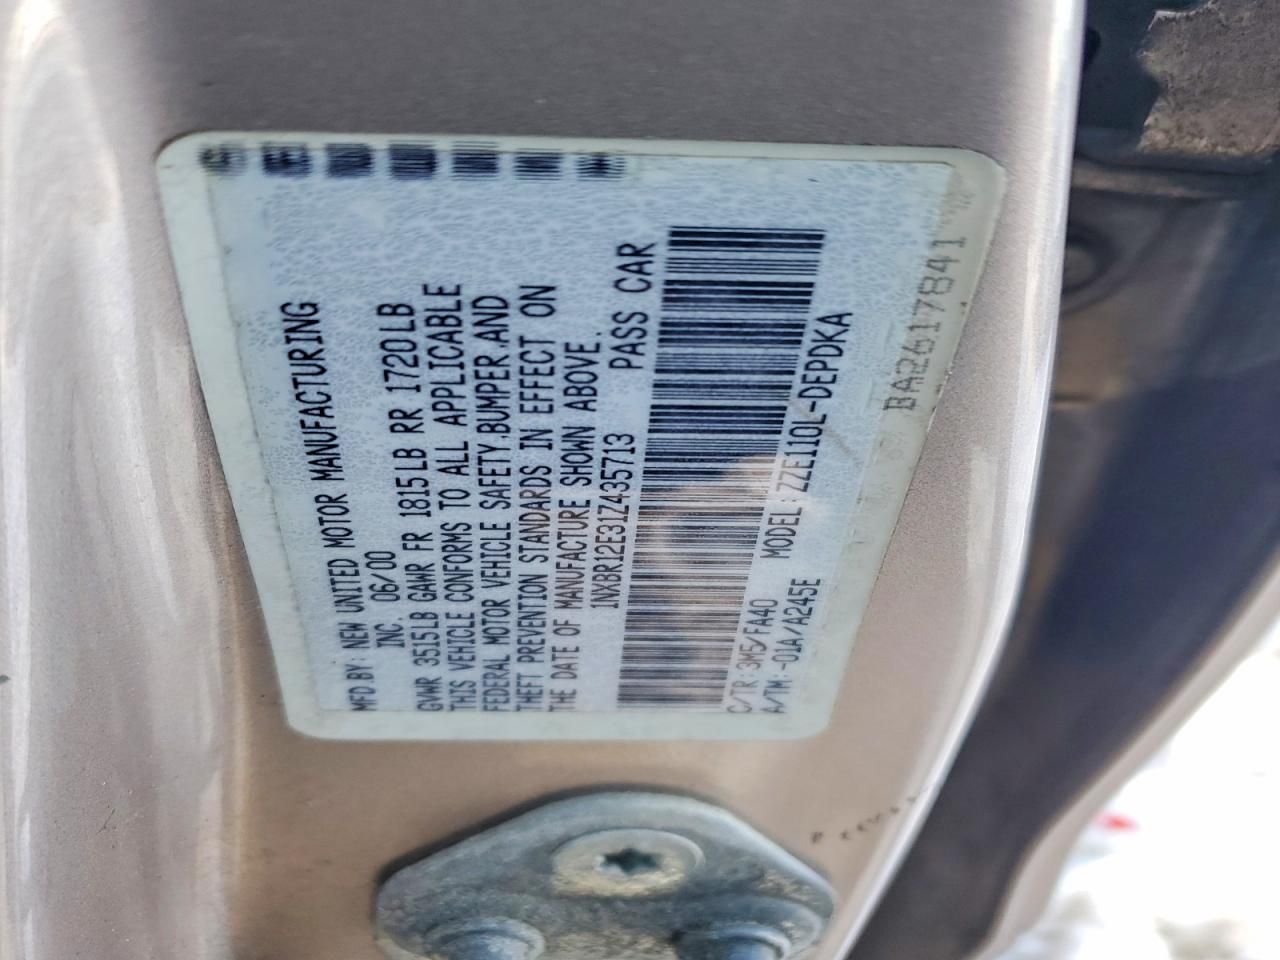 MFD BY: NEW UNITED MOTOR MANUFACTURING
INC. 06/00
GVWR 3515LB GAWR FR 1815LB RR 1720LB
THIS VEHICLE CONFORMS TO ALL APPLICABLE
FEDERAL MOTOR VEHICLE SAFETY,BUMPER,AND
THEFT PREVENTION STANDARDS IN EFFECT ON
THE DATE OF MANUFACTURE SHOWN ABOVE.
1NXBR12E31Z435713 PASS CAR
C/TR:3M5/FA40 MODEL:ZZE110L-DEPDKA
A/TM:-01A/A245E
BA2617841